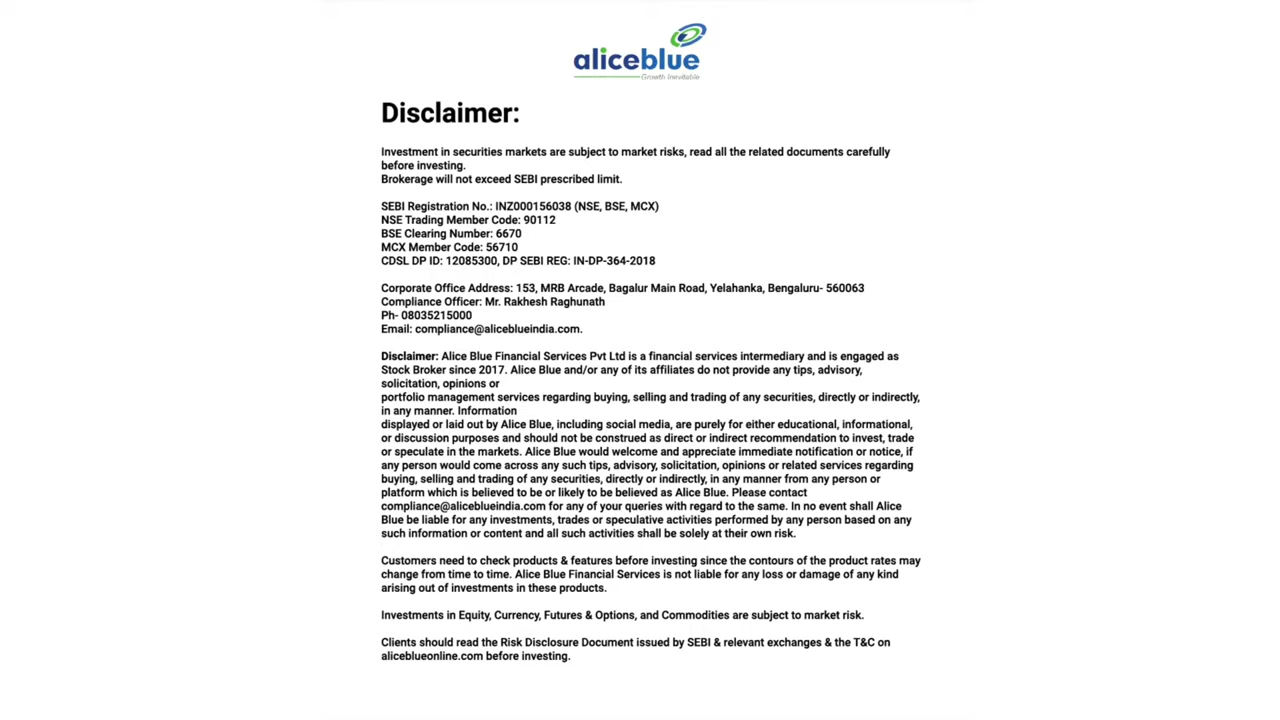 aliceblue
Growth Inevitable
Disclaimer:
Investment in securities markets are subject to market risks, read all the related documents carefully
before investing.
Brokerage will not exceed SEBI prescribed limit.
SEBI Registration No.: INZ000156038 (NSE, BSE, MCX)
NSE Trading Member Code: 90112
BSE Clearing Number: 6670
MCX Member Code: 56710
CDSL DP ID: 12085300, DP SEBI REG: IN-DP-364-2018
Corporate Office Address: 153, MRB Arcade, Bagalur Main Road, Yelahanka, Bengaluru- 560063
Compliance Officer: Mr. Rakhesh Raghunath
Ph- 08035215000
Email: compliance@aliceblueindia.com.
Disclaimer: Alice Blue Financial Services Pvt Ltd is a financial services intermediary and is engaged as
Stock Broker since 2017. Alice Blue and/or any of its affiliates do not provide any tips, advisory,
solicitation, opinions or
portfolio management services regarding buying, selling and trading of any securities, directly or indirectly,
in any manner. Information
displayed or laid out by Alice Blue, including social media, are purely for either educational, informational,
or discussion purposes and should not be construed as direct or indirect recommendation to invest, trade
or speculate in the markets. Alice Blue would welcome and appreciate immediate notification or notice, if
any person would come across any such tips, advisory, solicitation, opinions or related services regarding
buying, selling and trading of any securities, directly or indirectly, in any manner from any person or
platform which is believed to be or likely to be believed as Alice Blue. Please contact
compliance@aliceblueindia.com for any of your queries with regard to the same. In no event shall Alice
Blue be liable for any investments, trades or speculative activities performed by any person based on any
such information or content and all such activities shall be solely at their own risk.
Customers need to check products & features before investing since the contours of the product rates may
change from time to time. Alice Blue Financial Services is not liable for any loss or damage of any kind
arising out of investments in these products.
Investments in Equity, Currency, Futures & Options, and Commodities are subject to market risk.
Clients should read the Risk Disclosure Document issued by SEBI & relevant exchanges & the T&C on
aliceblueonline.com before investing.